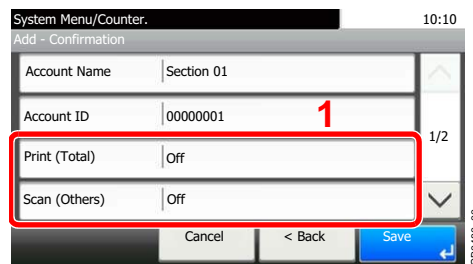 System Menu/Counter. 10:10
Add - Confirmation
Account Name Section 01
Account ID 00000001
1
1/2
Print (Total) Off
Scan (Others) Off
Cancel < Back Save